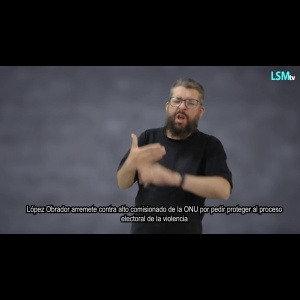 LSMtv
López Obrador arremete contra alto comisionado de la ONU por pedir proteger al proceso
electoral de la violencia